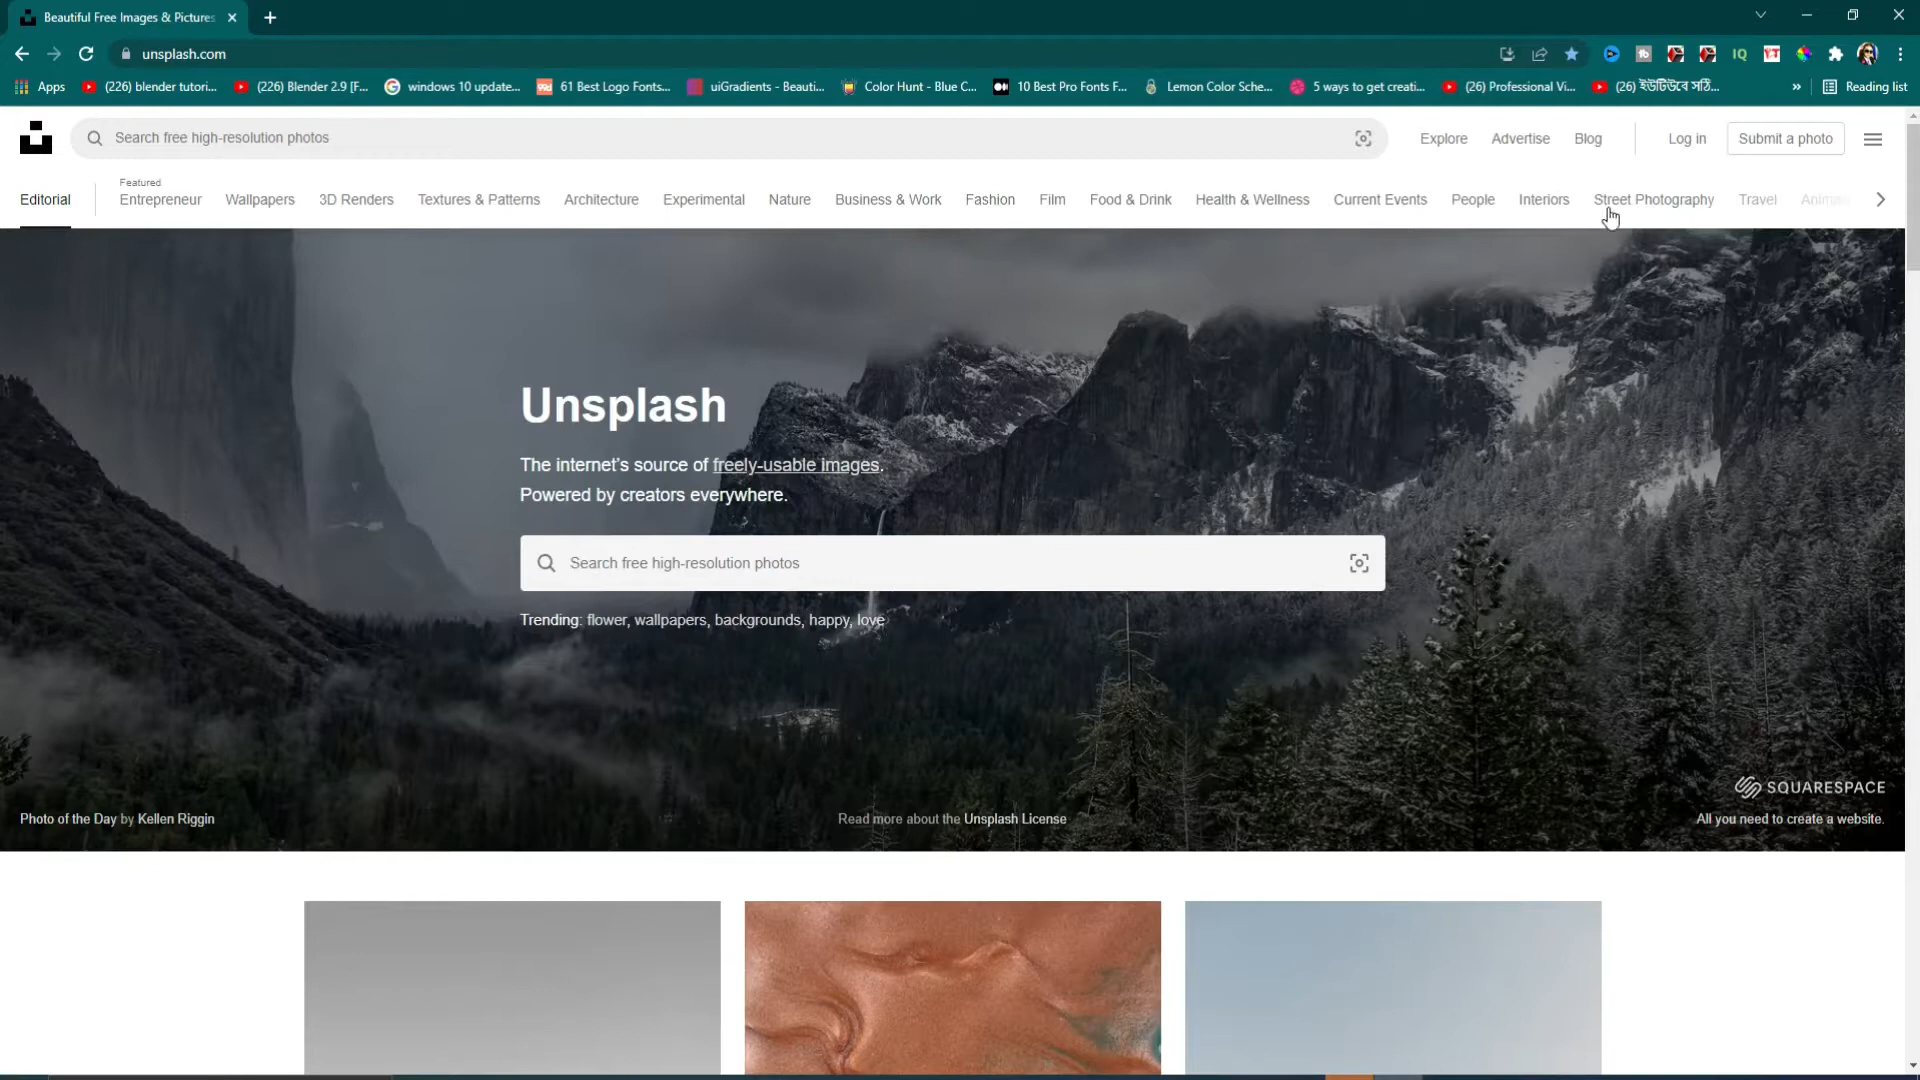 Beautiful Free Images & Pictures
unsplash.com
Apps
(226) blender tutori...
(226) Blender 2.9 [F...
windows 10 update...
61 Best Logo Fonts...
uiGradients - Beauti...
Color Hunt - Blue C...
10 Best Pro Fonts F...
Lemon Color Sche...
5 ways to get creati...
(26) Professional Vi...
(26) ইউটিউবে সঠি...
»
Reading list
Search free high-resolution photos
Explore
Advertise
Blog
Log in
Submit a photo
Editorial
Featured
Entrepreneur
Wallpapers
3D Renders
Textures & Patterns
Architecture
Experimental
Nature
Business & Work
Fashion
Film
Food & Drink
Health & Wellness
Current Events
People
Interiors
Street Photography
Travel
Unsplash
The internet's source of freely-usable images.
Powered by creators everywhere.
Search free high-resolution photos
Trending: flower, wallpapers, backgrounds, happy, love
SQUARESPACE
Photo of the Day by Kellen Riggin
Read more about the Unsplash License
All you need to create a website.